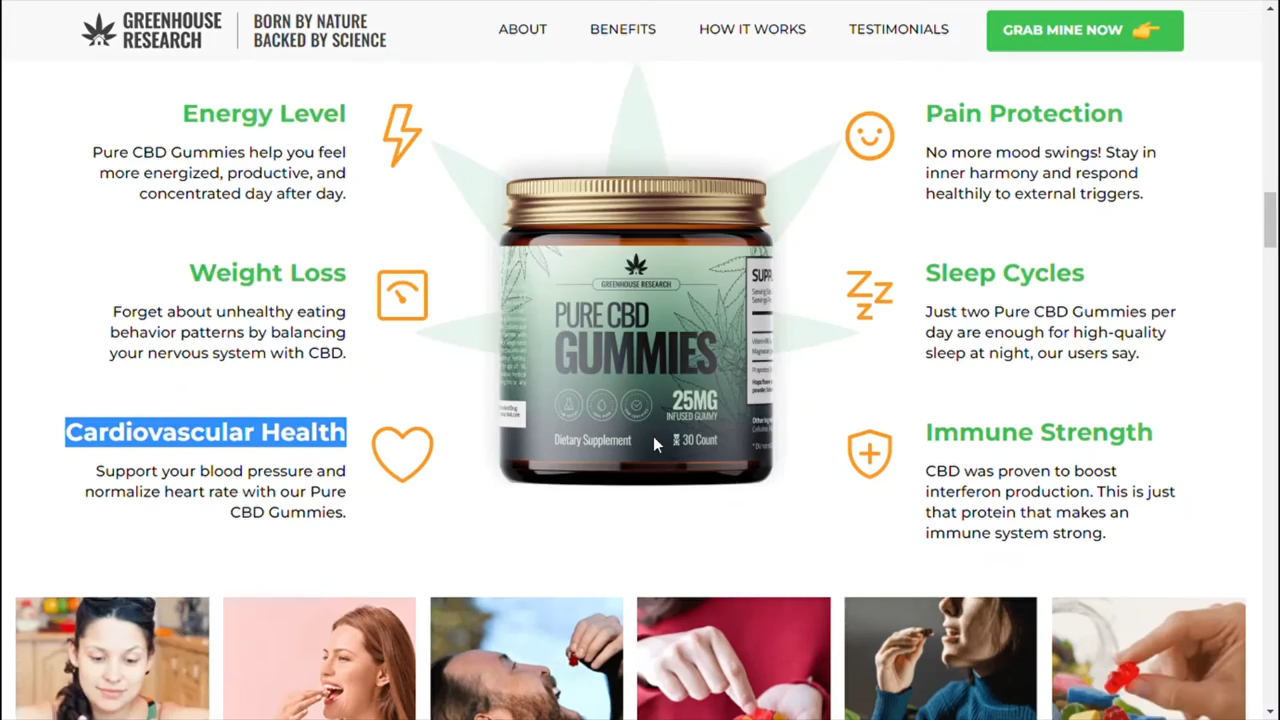 GREENHOUSE
RESEARCH
BORN BY NATURE
BACKED BY SCIENCE
ABOUT
BENEFITS
HOW IT WORKS
TESTIMONIALS
GRAB MINE NOW
Energy Level
Pure CBD Gummies help you feel
more energized, productive, and
concentrated day after day.
Weight Loss
Forget about unhealthy eating
behavior patterns by balancing
your nervous system with CBD.
Cardiovascular Health
Support your blood pressure and
normalize heart rate with our Pure
CBD Gummies.
GREENHOUSE RESEARCH
PURE CBD
GUMMIES
25MG
INFUSED GUMMY
Dietary Supplement
30 Count
Pain Protection
No more mood swings! Stay in
inner harmony and respond
healthily to external triggers.
Sleep Cycles
Just two Pure CBD Gummies per
day are enough for high-quality
sleep at night, our users say.
Immune Strength
CBD was proven to boost
interferon production. This is just
that protein that makes an
immune system strong.